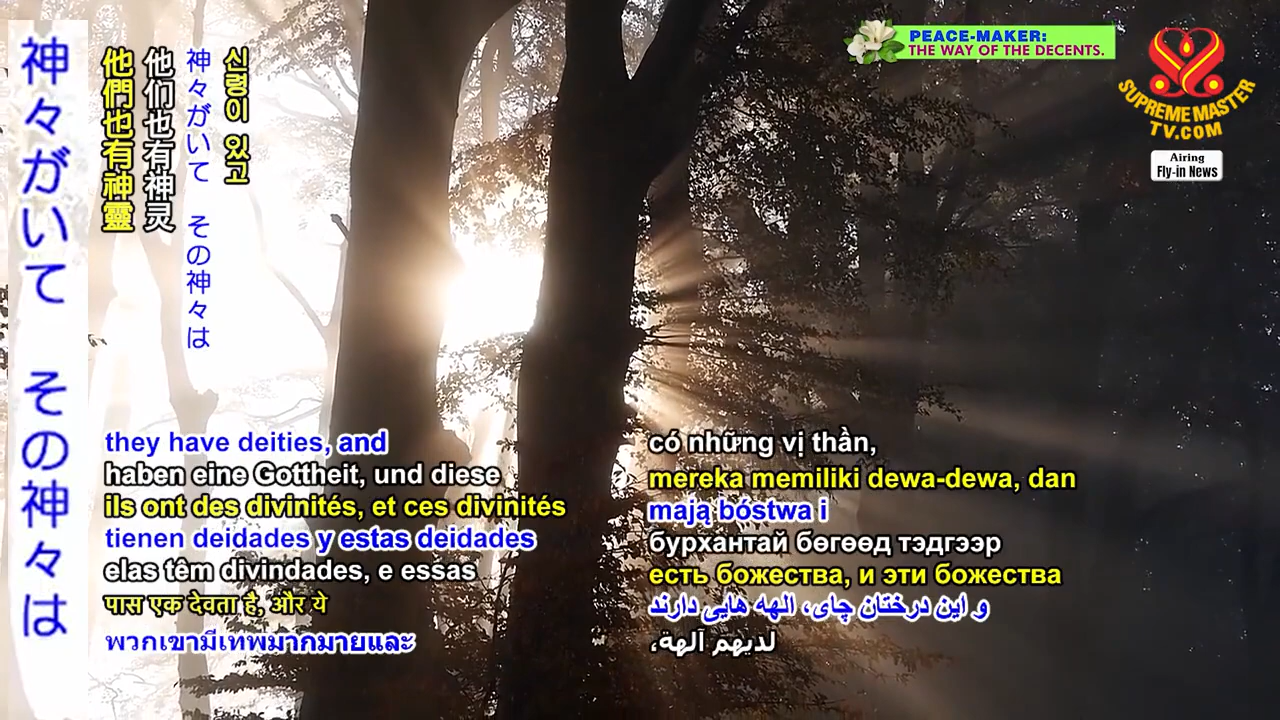 神々がいて その神々は
他們也有神靈
他们也有神灵
神々がいて その神々は
신령이 있고
PEACE-MAKER:
THE WAY OF THE DECENTS.
SUPREME MASTER
TV.COM
Airing
Fly-in News
they have deities, and
haben eine Gottheit, und diese
ils ont des divinités, et ces divinités
tienen deidades y estas deidades
elas têm divindades, e essas
पास एक देवता है, और ये
พวกเขามีเทพมากมายและ
có những vị thần,
mereka memiliki dewa-dewa, dan
mają bóstwa i
бурхантай бөгөөд тэдгээр
есть божества, и эти божества
و این درختان چای، الهه هایی دارند
لديهم آلهة،